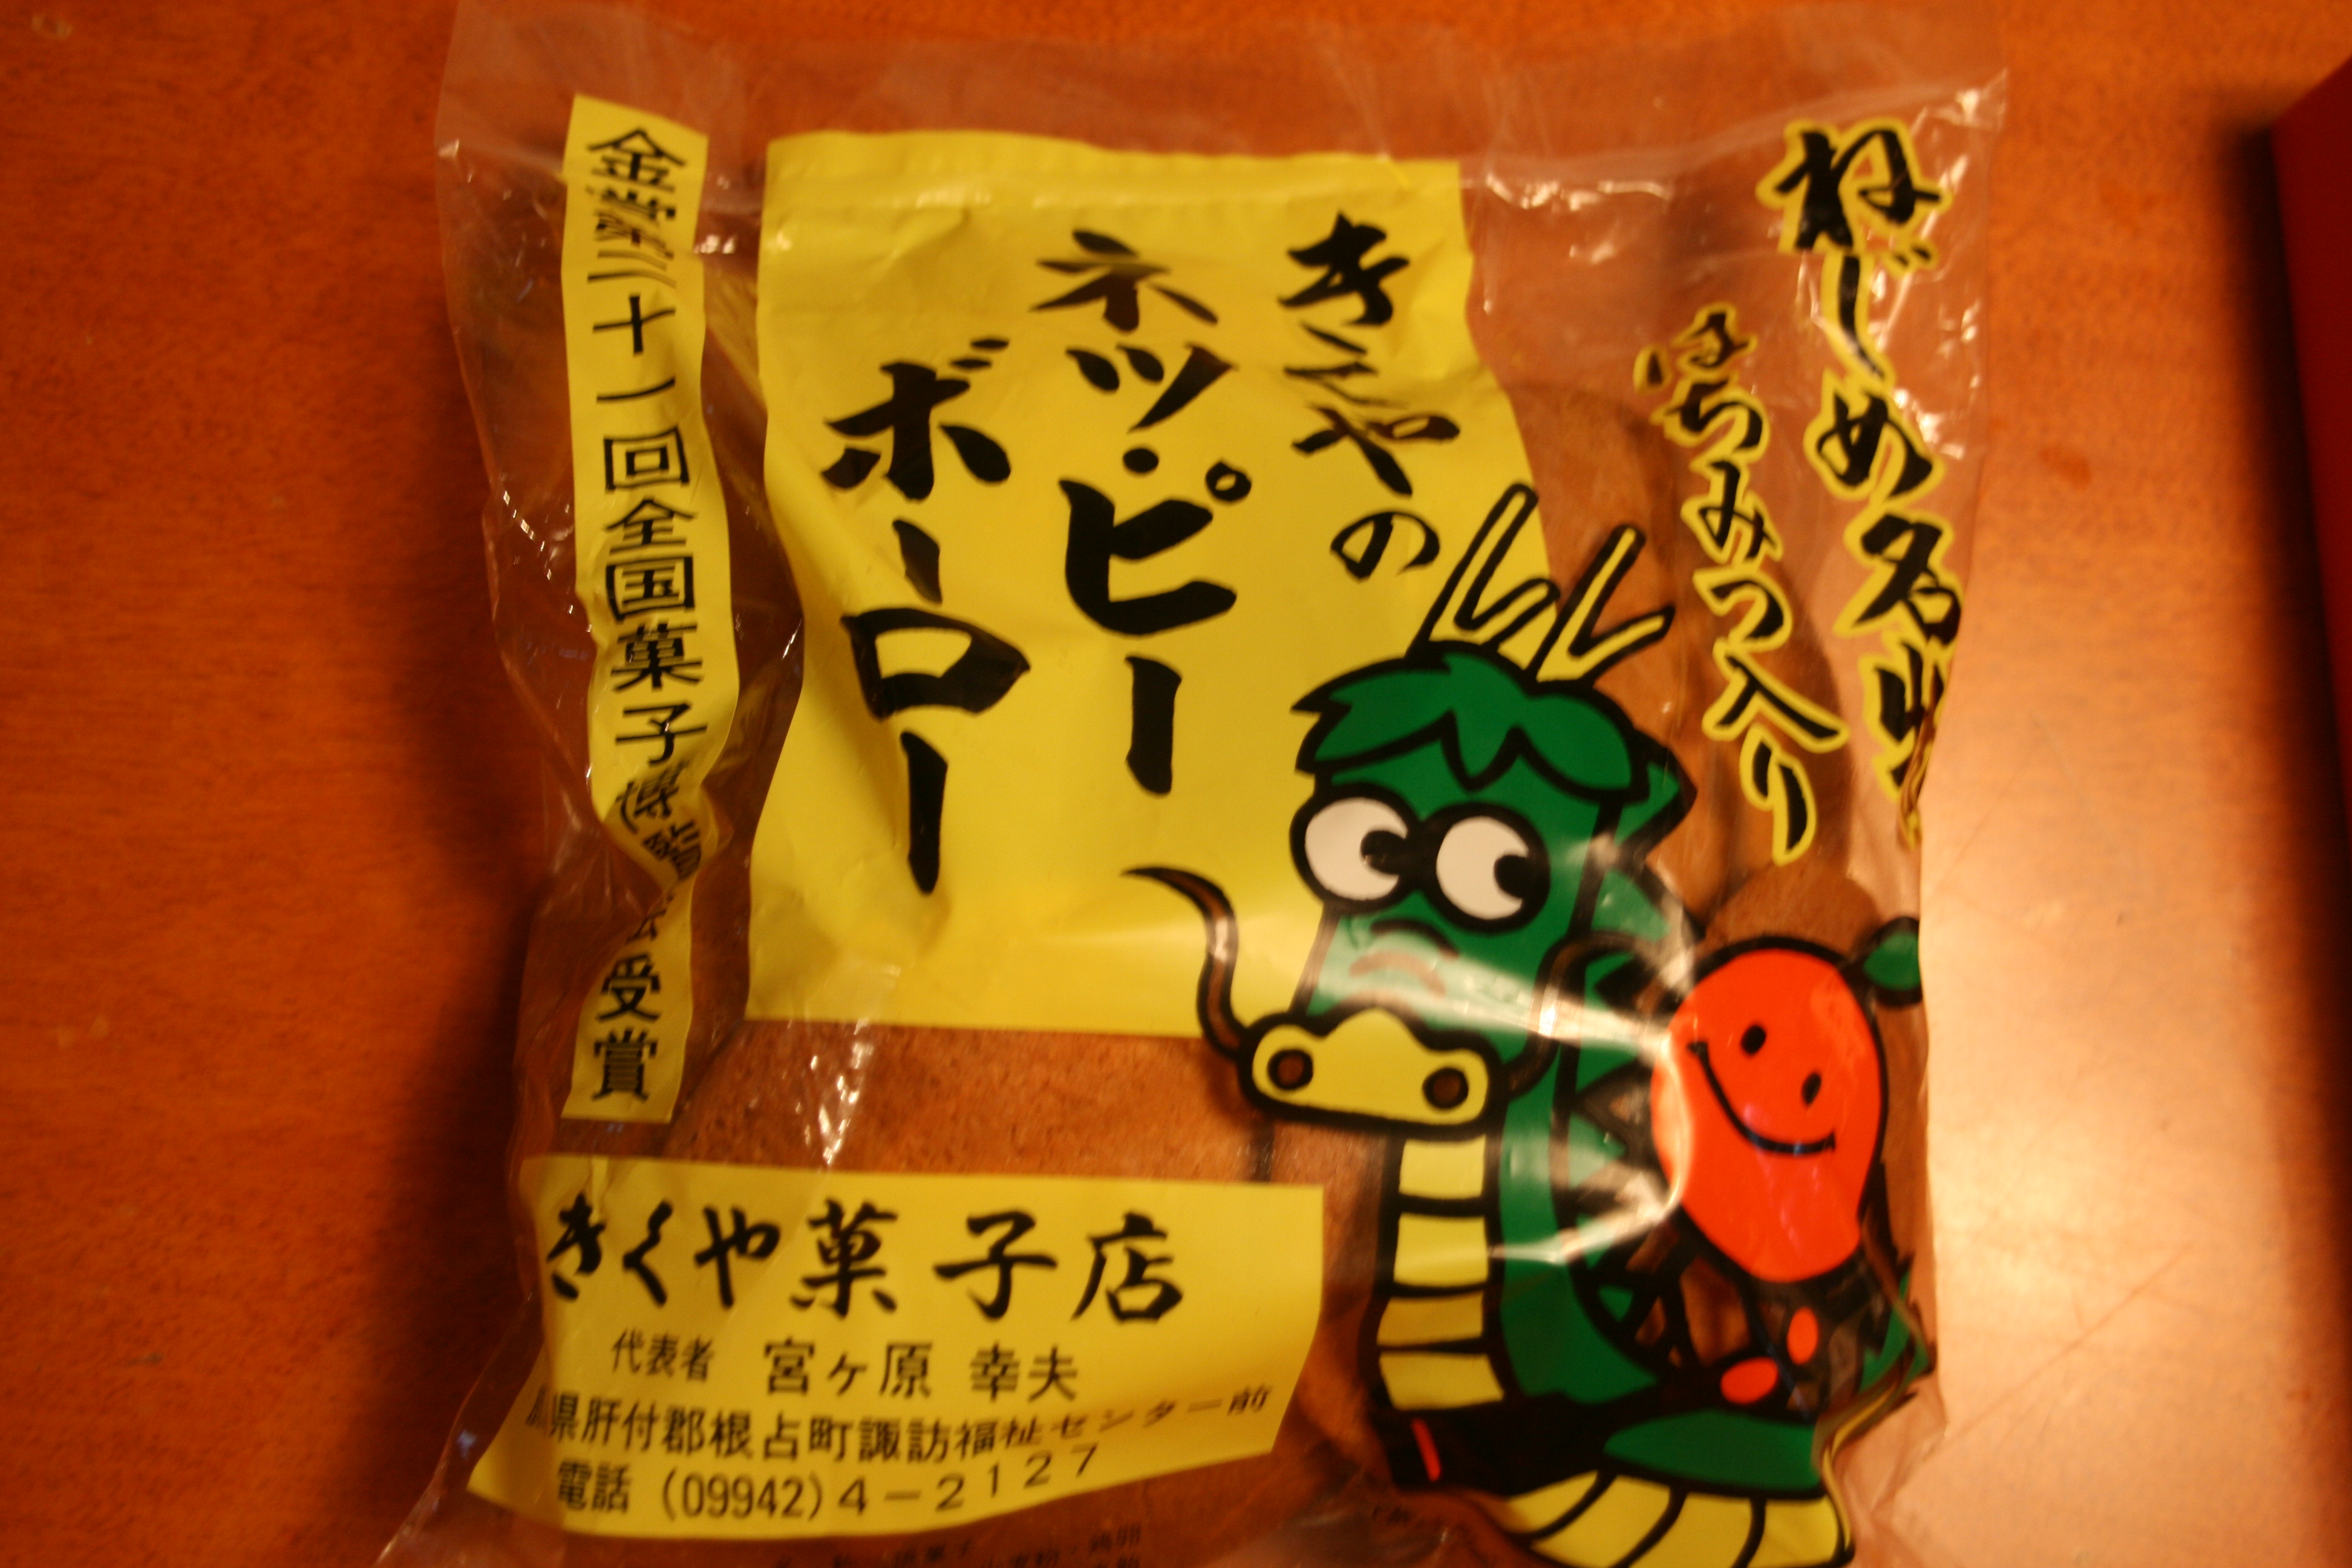 ねじめ名物
はちみつ入り
きくやの
ネッピー
ボーロー
金賞二十一回全国菓子博覧会受賞
きくや菓子店
代表者 宮ヶ原 幸夫
県肝付郡根占町諏訪福祉センター前
電話 (09942)4-2127